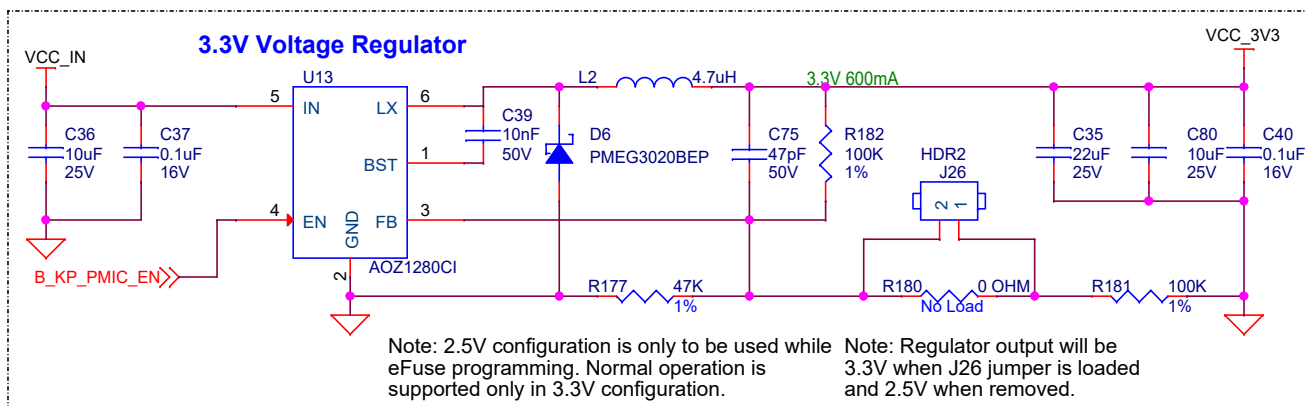 3.3V Voltage Regulator
VCC_IN
VCC_3V3
U13
L2
4.7uH
3.3V 600mA
5
IN
LX
6
C36
10uF
25V
C37
0.1uF
16V
C39
10nF
50V
D6
PMEG3020BEP
C75
47pF
50V
R182
100K
1%
HDR2
J26
2
1
C35
22uF
25V
C80
10uF
25V
C40
0.1uF
16V
BST
1
4
EN
FB
3
GND
2
AOZ1280CI
B_KP_PMIC_EN
R177
47K
1%
R180
0 OHM
No Load
R181
100K
1%
Note: 2.5V configuration is only to be used while
eFuse programming. Normal operation is
supported only in 3.3V configuration.
Note: Regulator output will be
3.3V when J26 jumper is loaded
and 2.5V when removed.